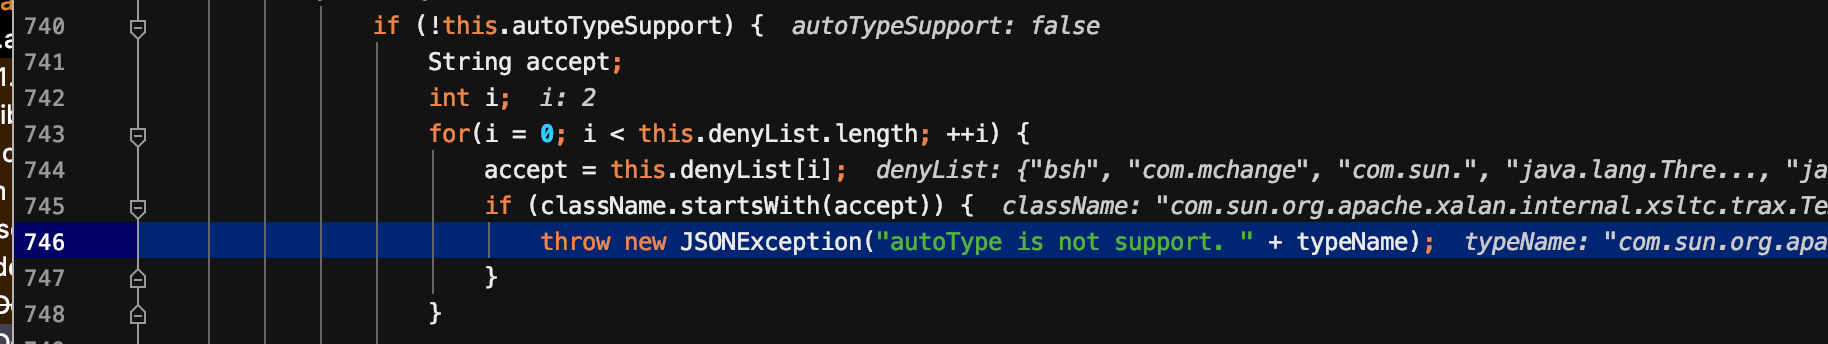 740 if (!this.autoTypeSupport) { autoTypeSupport: false
741 String accept;
742 int i; i: 2
743 for(i = 0; i < this.denyList.length; ++i) {
744 accept = this.denyList[i]; denyList: {"bsh", "com.mchange", "com.sun.", "java.lang.Thre..., "ja
745 if (className.startsWith(accept)) { className: "com.sun.org.apache.xalan.internal.xsltc.trax.Te
746 throw new JSONException("autoType is not support. " + typeName); typeName: "com.sun.org.apa
747 }
748 }